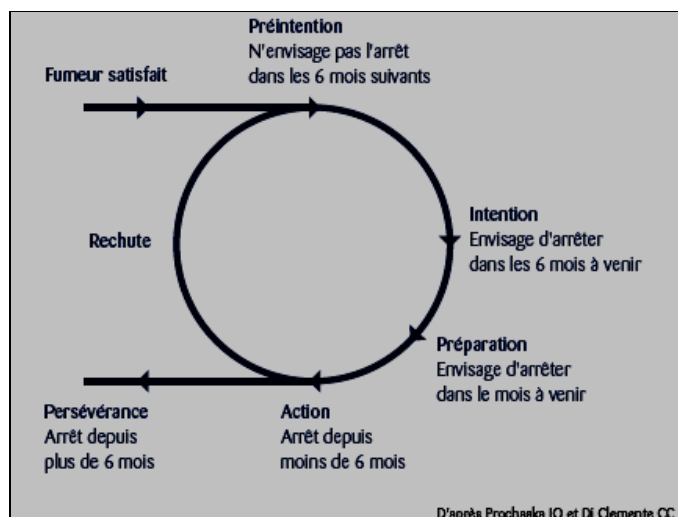 Préintention
N'envisage pas l'arrêt
dans les 6 mois suivants
Fumeur satisfait
Intention
Envisage d'arrêter
dans les 6 mois à venir
Rechute
Préparation
Envisage d'arrêter
dans le mois à venir
Persévérance
Arrêt depuis
plus de 6 mois
Action
Arrêt depuis
moins de 6 mois
D'après Prochaska JO et Di Clemente CC